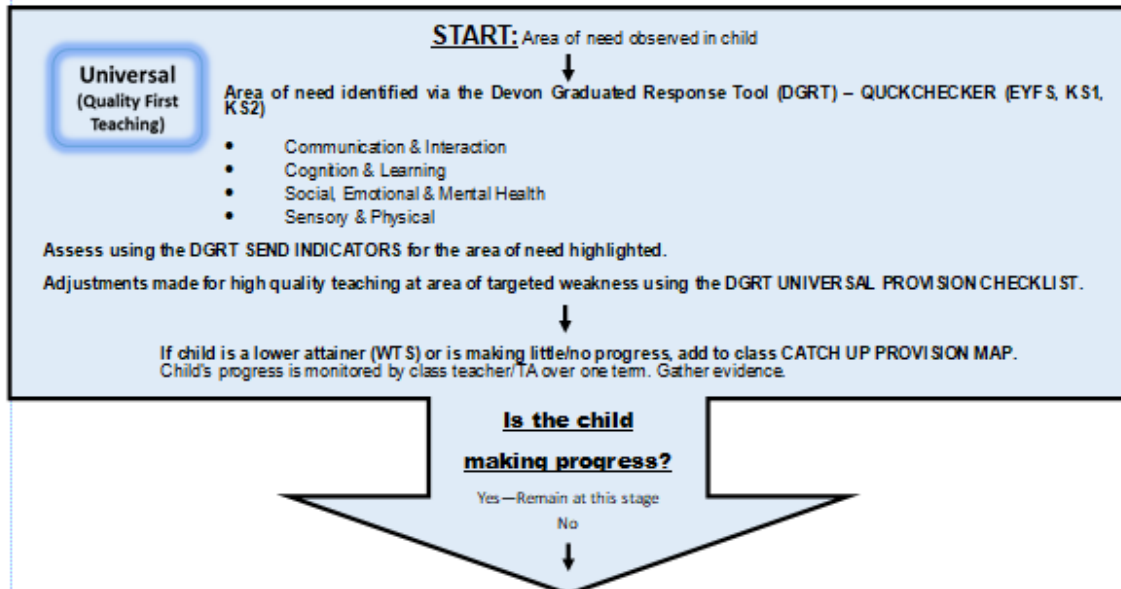 START: Area of need observed in child
Universal
(Quality First
Teaching)
Area of need identified via the Devon Graduated Response Tool (DGRT) – QUCKCHECKER (EYFS, KS1,
KS2)
• Communication & Interaction
• Cognition & Learning
• Social, Emotional & Mental Health
• Sensory & Physical
Assess using the DGRT SEND INDICATORS for the area of need highlighted.
Adjustments made for high quality teaching at area of targeted weakness using the DGRT UNIVERSAL PROVISION CHECKLIST.
If child is a lower attainer (WTS) or is making little/no progress, add to class CATCH UP PROVISION MAP.
Child's progress is monitored by class teacher/TA over one term. Gather evidence.
Is the child
making progress?
Yes—Remain at this stage
No